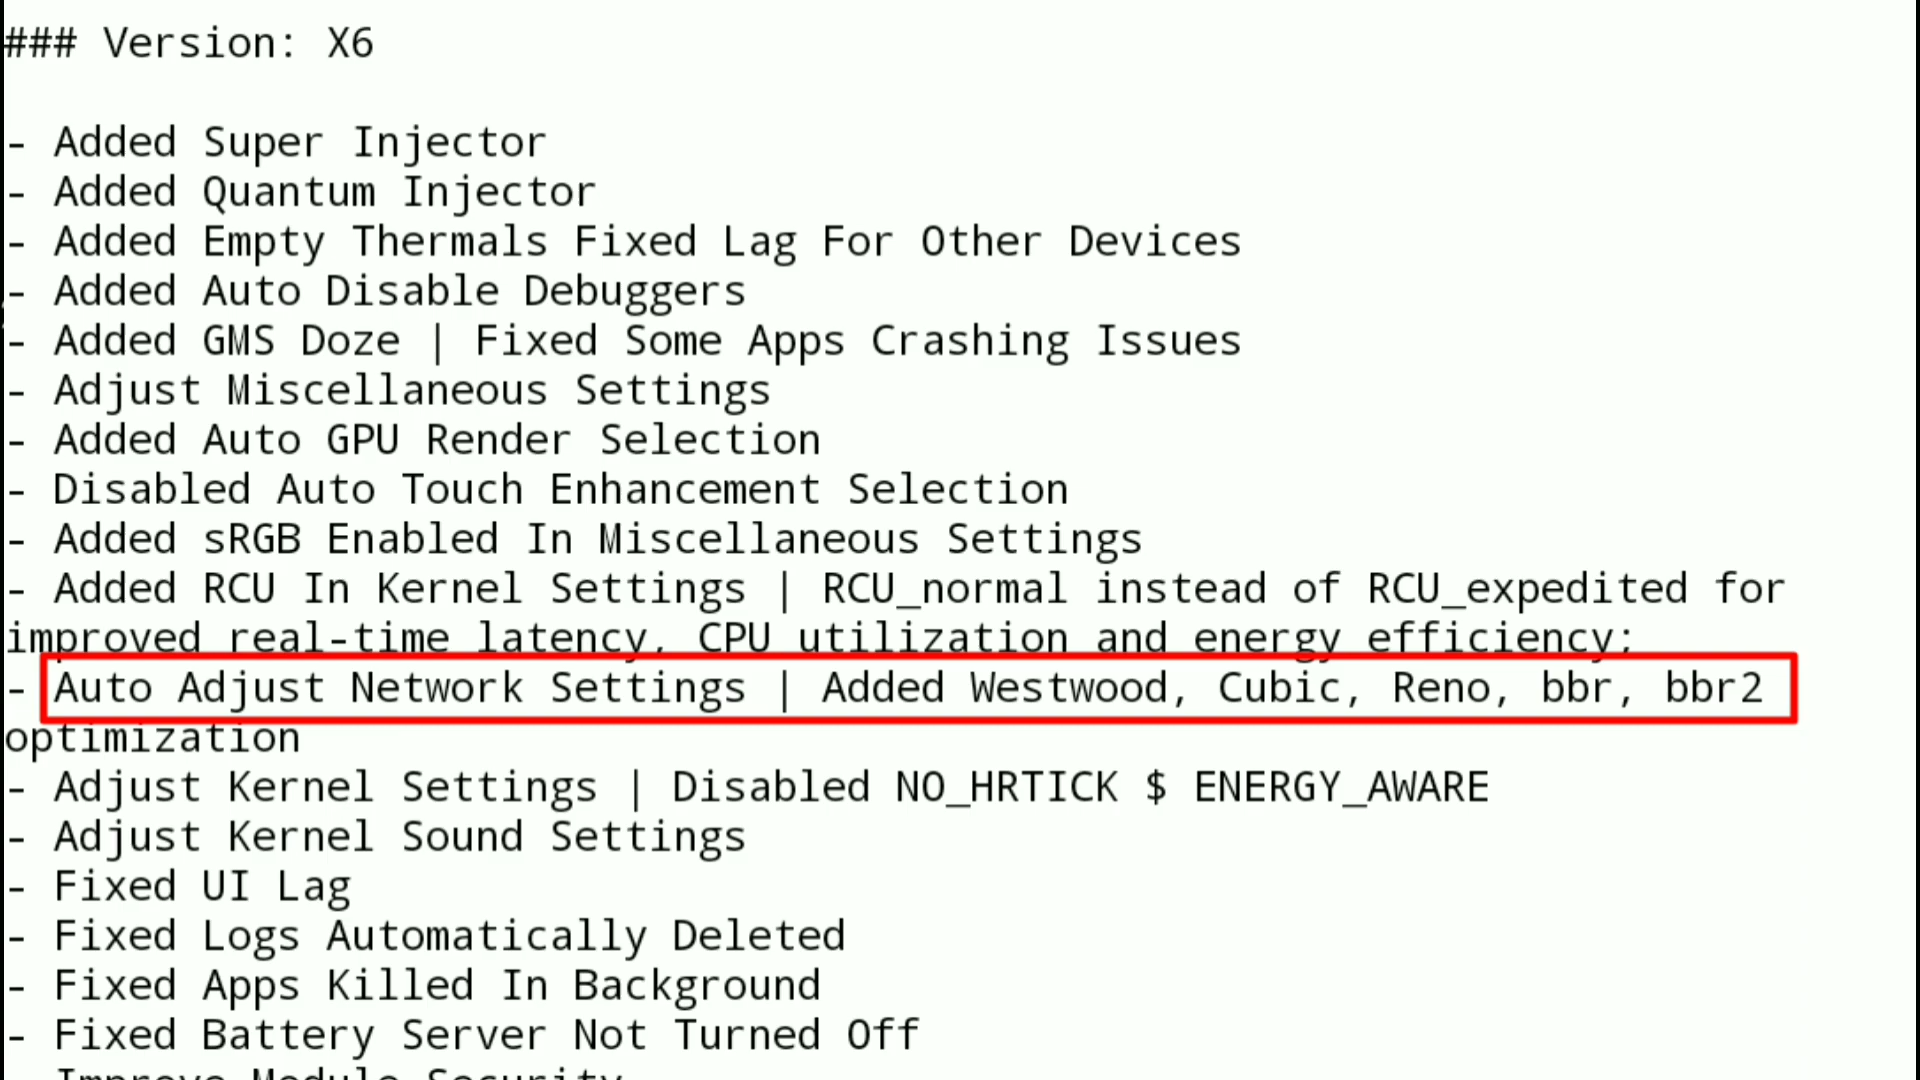 ### Version: X6
- Added Super Injector
- Added Quantum Injector
- Added Empty Thermals Fixed Lag For Other Devices
- Added Auto Disable Debuggers
- Added GMS Doze | Fixed Some Apps Crashing Issues
- Adjust Miscellaneous Settings
- Added Auto GPU Render Selection
- Disabled Auto Touch Enhancement Selection
- Added sRGB Enabled In Miscellaneous Settings
- Added RCU In Kernel Settings | RCU_normal instead of RCU_expedited for
improved real-time latency, CPU utilization and energy efficiency;
- Auto Adjust Network Settings | Added Westwood, Cubic, Reno, bbr, bbr2
optimization
- Adjust Kernel Settings | Disabled NO_HRTICK $ ENERGY_AWARE
- Adjust Kernel Sound Settings
- Fixed UI Lag
- Fixed Logs Automatically Deleted
- Fixed Apps Killed In Background
- Fixed Battery Server Not Turned Off
- Improve Module Security